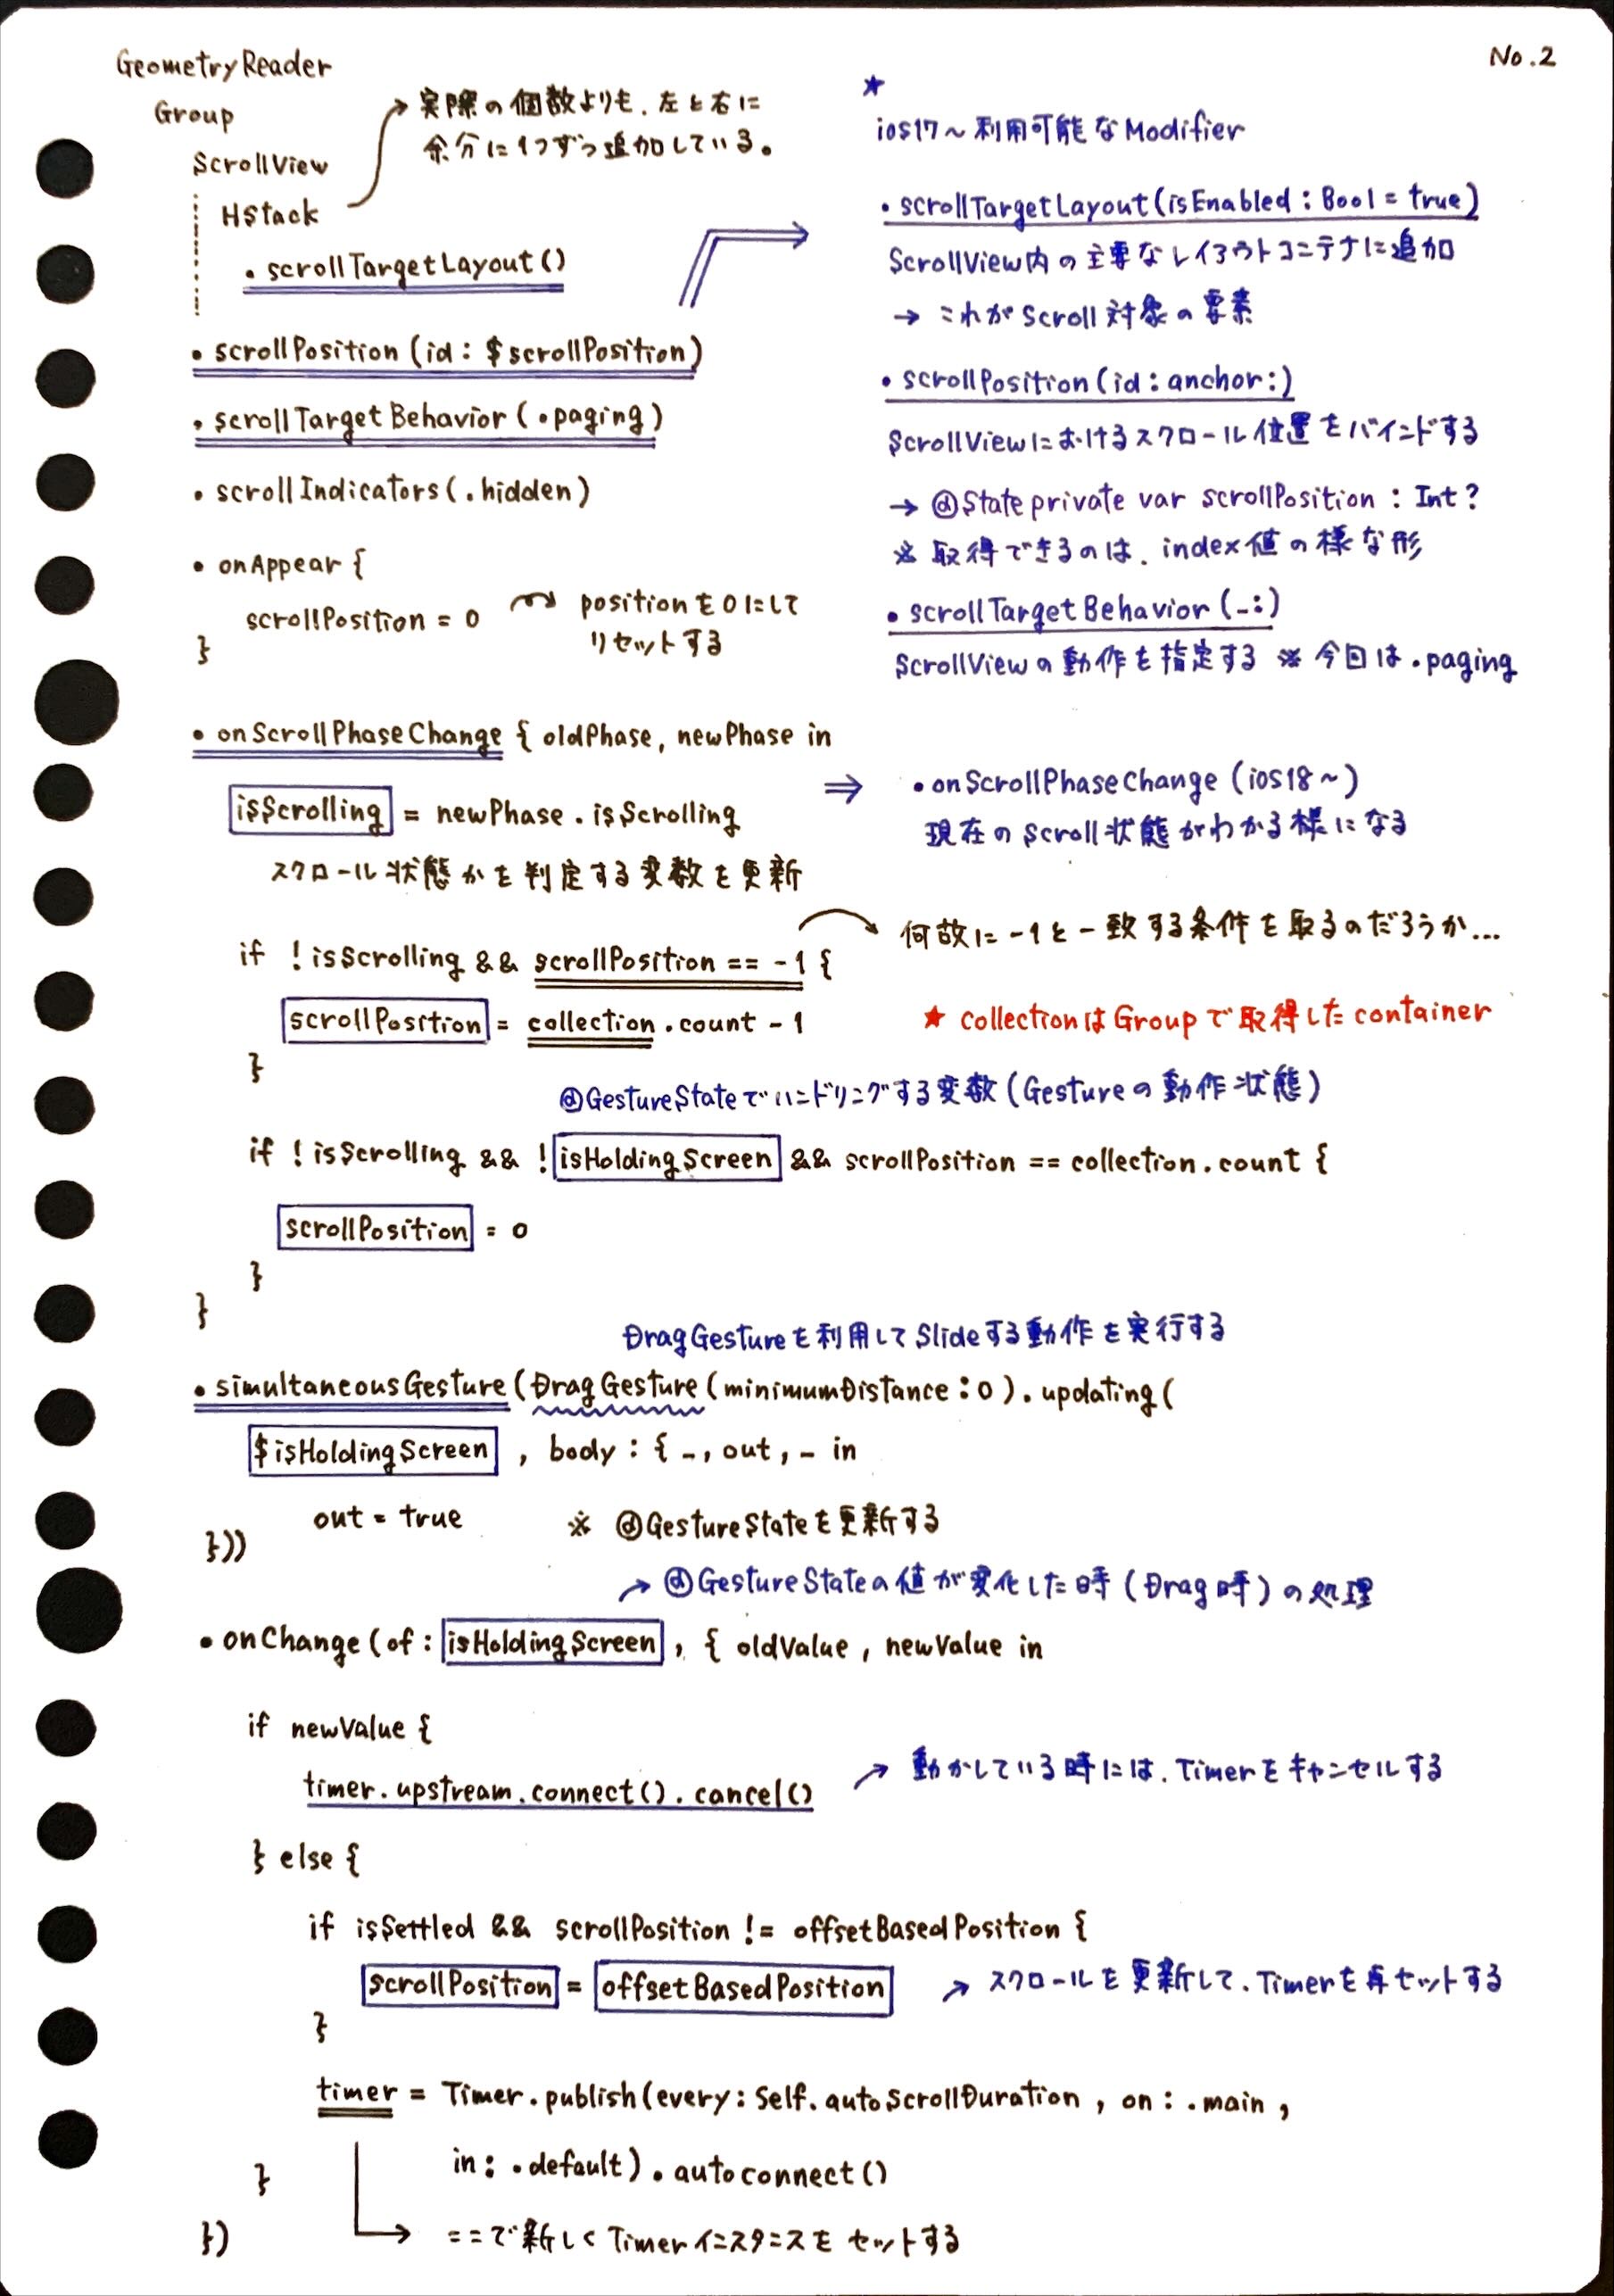 No.2
GeometryReader
Group
ScrollView
HStack
• scrollTargetLayout()
実際の個数よりも、左と右に
余分に1つずつ追加している。
• scrollPosition(id: $scrollPosition)
• scrollTargetBehavior(.paging)
• scrollIndicators(.hidden)
• onAppear {
scrollPosition = 0
positionを0にして
リセットする
}
★
ios17～利用可能なModifier
• scrollTargetLayout(isEnabled: Bool = true)
ScrollView内の主要なレイアウトコンテナに追加
→ これがScroll対象の要素
• scrollPosition(id: anchor:)
ScrollViewにおけるスクロール位置をバインドする
→ @State private var scrollPosition: Int?
※ 取得できるのは、index値の様な形
• scrollTargetBehavior(_:)
ScrollViewの動作を指定する ※ 今回は.paging
• onScrollPhaseChange { oldPhase, newPhase in
isScrolling = newPhase.isScrolling
スクロール状態かを判定する変数を更新
⇒ • onScrollPhaseChange (ios18～)
現在のScroll状態がわかる様になる
if !isScrolling && scrollPosition == -1 {
何故に-1と一致する条件を取るのだろうか...
scrollPosition = collection.count - 1
★ collectionはGroupで取得したcontainer
}
@GestureStateでハンドリングする変数(Gestureの動作状態)
if !isScrolling && !isHoldingScreen && scrollPosition == collection.count {
scrollPosition = 0
}
}
DragGestureを利用してSlideする動作を実行する
• simultaneousGesture(DragGesture(minimumDistance: 0).updating(
$isHoldingScreen, body: { _, out, _ in
out = true ※ @GestureStateを更新する
}))
→ @GestureStateの値が変化した時(Drag時)の処理
• onChange(of: isHoldingScreen, { oldValue, newValue in
if newValue {
timer.upstream.connect().cancel()
→ 動かしている時には、Timerをキャンセルする
} else {
if isSettled && scrollPosition != offsetBasedPosition {
scrollPosition = offsetBasedPosition
→ スクロールを更新して、Timerを再セットする
}
timer = Timer.publish(every: Self.autoScrollDuration, on: .main,
in: .default).autoconnect()
}
→ ここで新しくTimerインスタンスをセットする
})